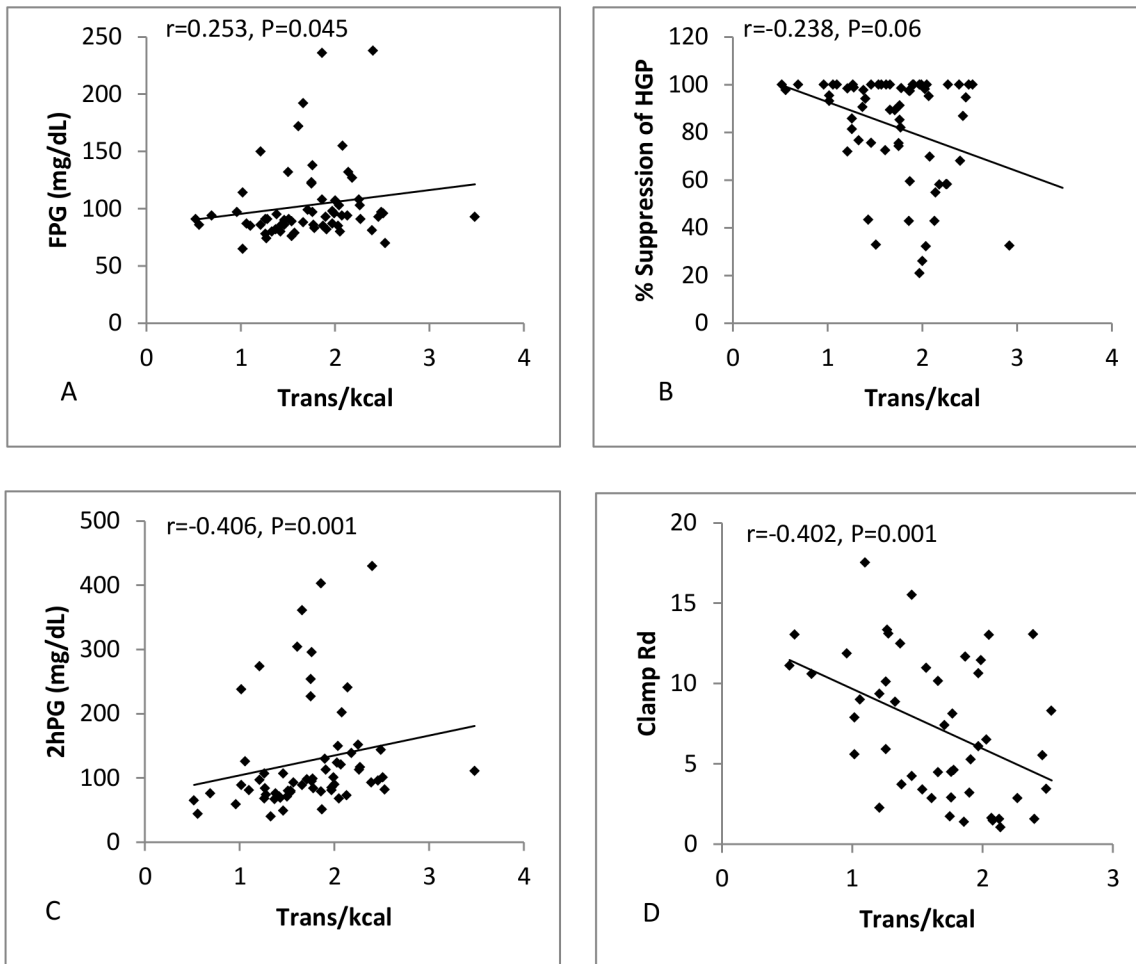 r=0.253, P=0.045
250
200
150
100
50
0
FPG (mg/dL)
0 1 2 3 4
Trans/kcal
A
r=-0.238, P=0.06
120
100
80
60
40
20
0
% Suppression of HGP
0 1 2 3 4
Trans/kcal
B
r=-0.406, P=0.001
500
400
300
200
100
0
2hPG (mg/dL)
0 1 2 3 4
Trans/kcal
C
r=-0.402, P=0.001
20
15
10
5
0
Clamp Rd
0 1 2 3
Trans/kcal
D